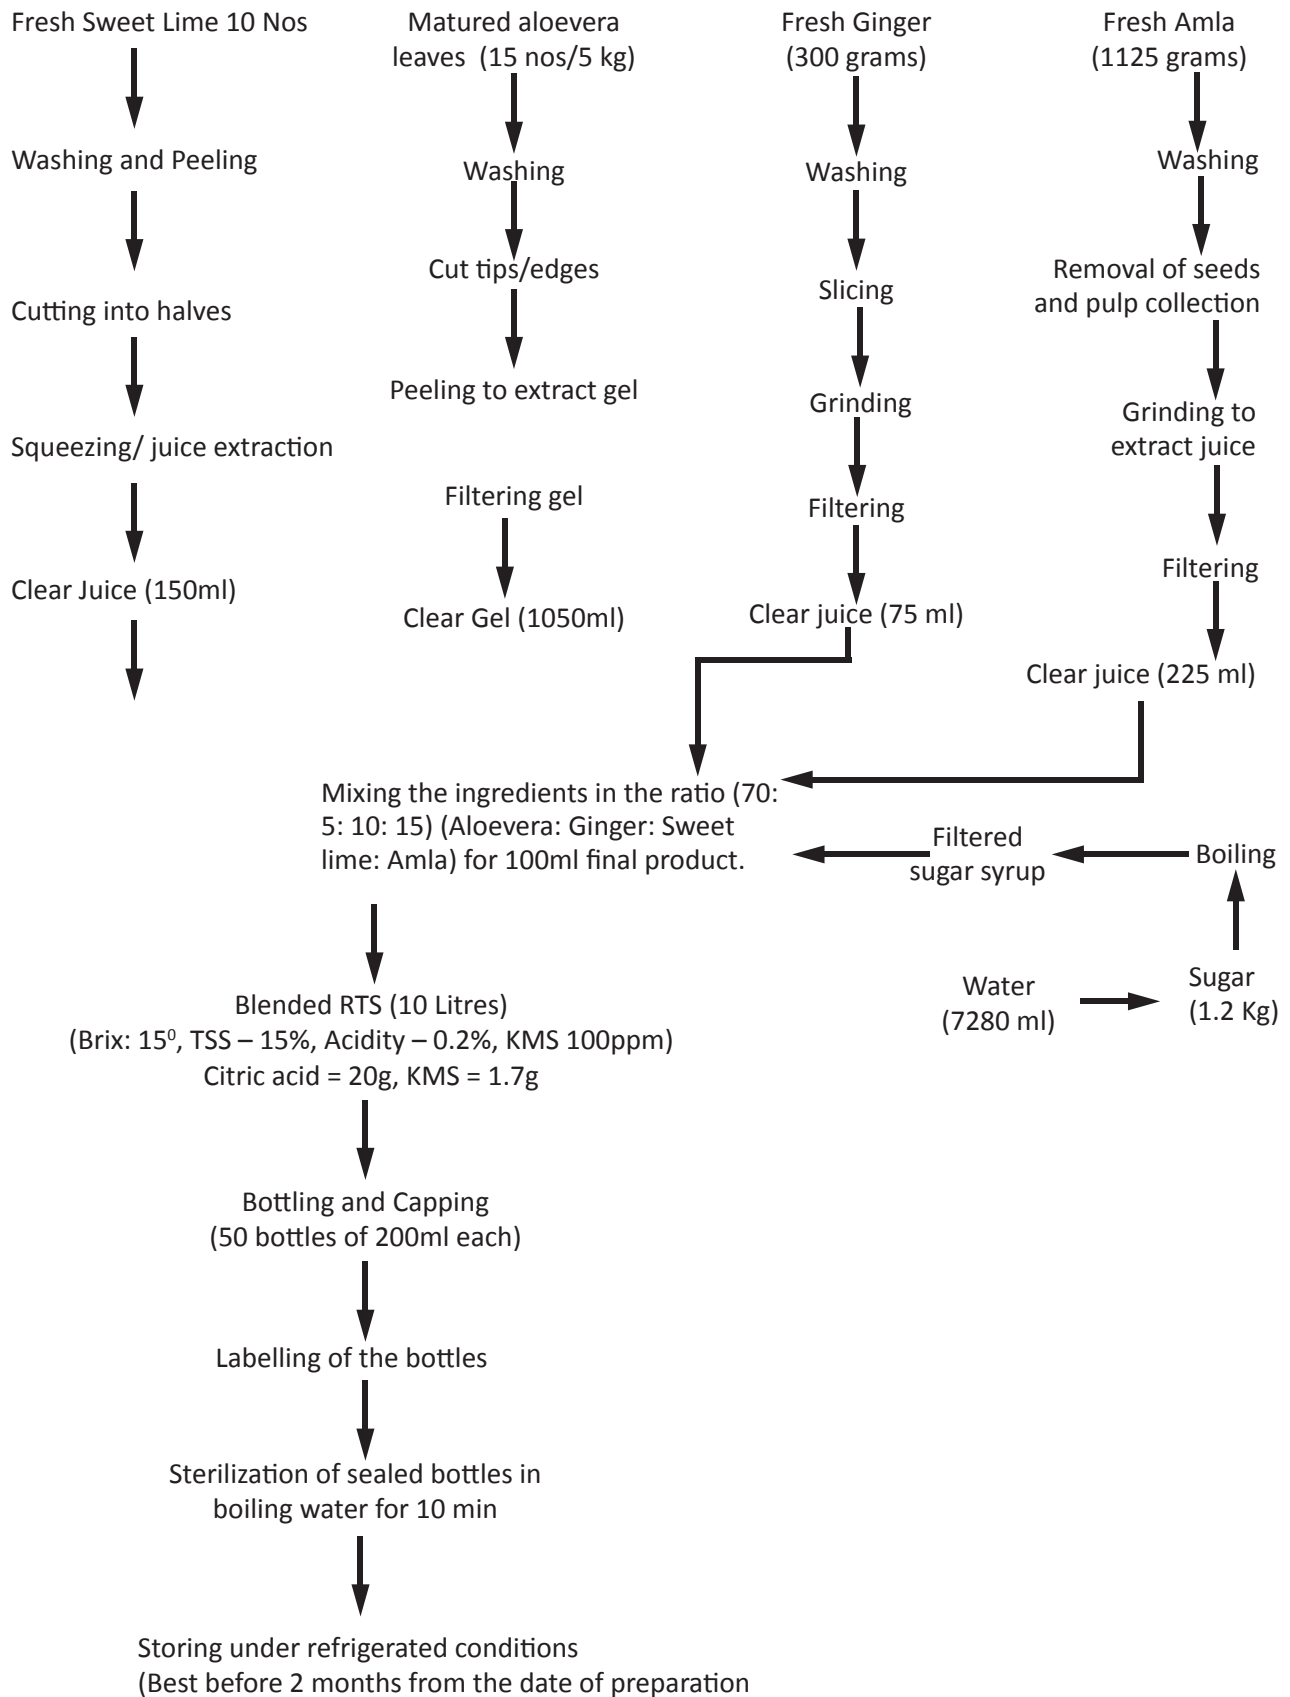 Fresh Sweet Lime 10 Nos
Washing and Peeling
Cutting into halves
Squeezing/ juice extraction
Clear Juice (150ml)
Matured aloevera
leaves (15 nos/5 kg)
Washing
Cut tips/edges
Peeling to extract gel
Filtering gel
Clear Gel (1050ml)
Fresh Ginger
(300 grams)
Washing
Slicing
Grinding
Filtering
Clear juice (75 ml)
Fresh Amla
(1125 grams)
Washing
Removal of seeds
and pulp collection
Grinding to
extract juice
Filtering
Clear juice (225 ml)
Mixing the ingredients in the ratio (70:
5: 10: 15) (Aloevera: Ginger: Sweet
lime: Amla) for 100ml final product.
Filtered
sugar syrup
Boiling
Water
(7280 ml)
Sugar
(1.2 Kg)
Blended RTS (10 Litres)
(Brix: 15⁰, TSS – 15%, Acidity – 0.2%, KMS 100ppm)
Citric acid = 20g, KMS = 1.7g
Bottling and Capping
(50 bottles of 200ml each)
Labelling of the bottles
Sterilization of sealed bottles in
boiling water for 10 min
Storing under refrigerated conditions
(Best before 2 months from the date of preparation